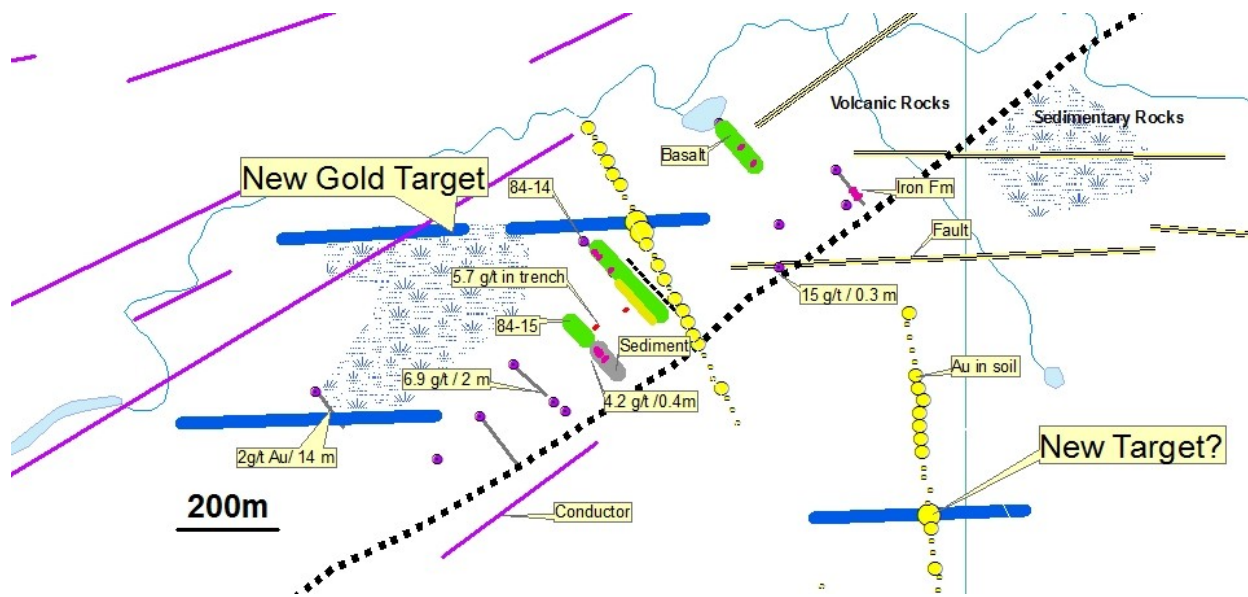 Volcanic Rocks
Sedimentary Rocks
Basalt
New Gold Target
84-14
Iron Fm
Fault
5.7 g/t in trench
15 g/t / 0.3 m
84-15
Sediment
Au in soil
6.9 g/t / 2 m
4.2 g/t /0.4m
New Target?
2g/t Au/ 14 m
200m
Conductor